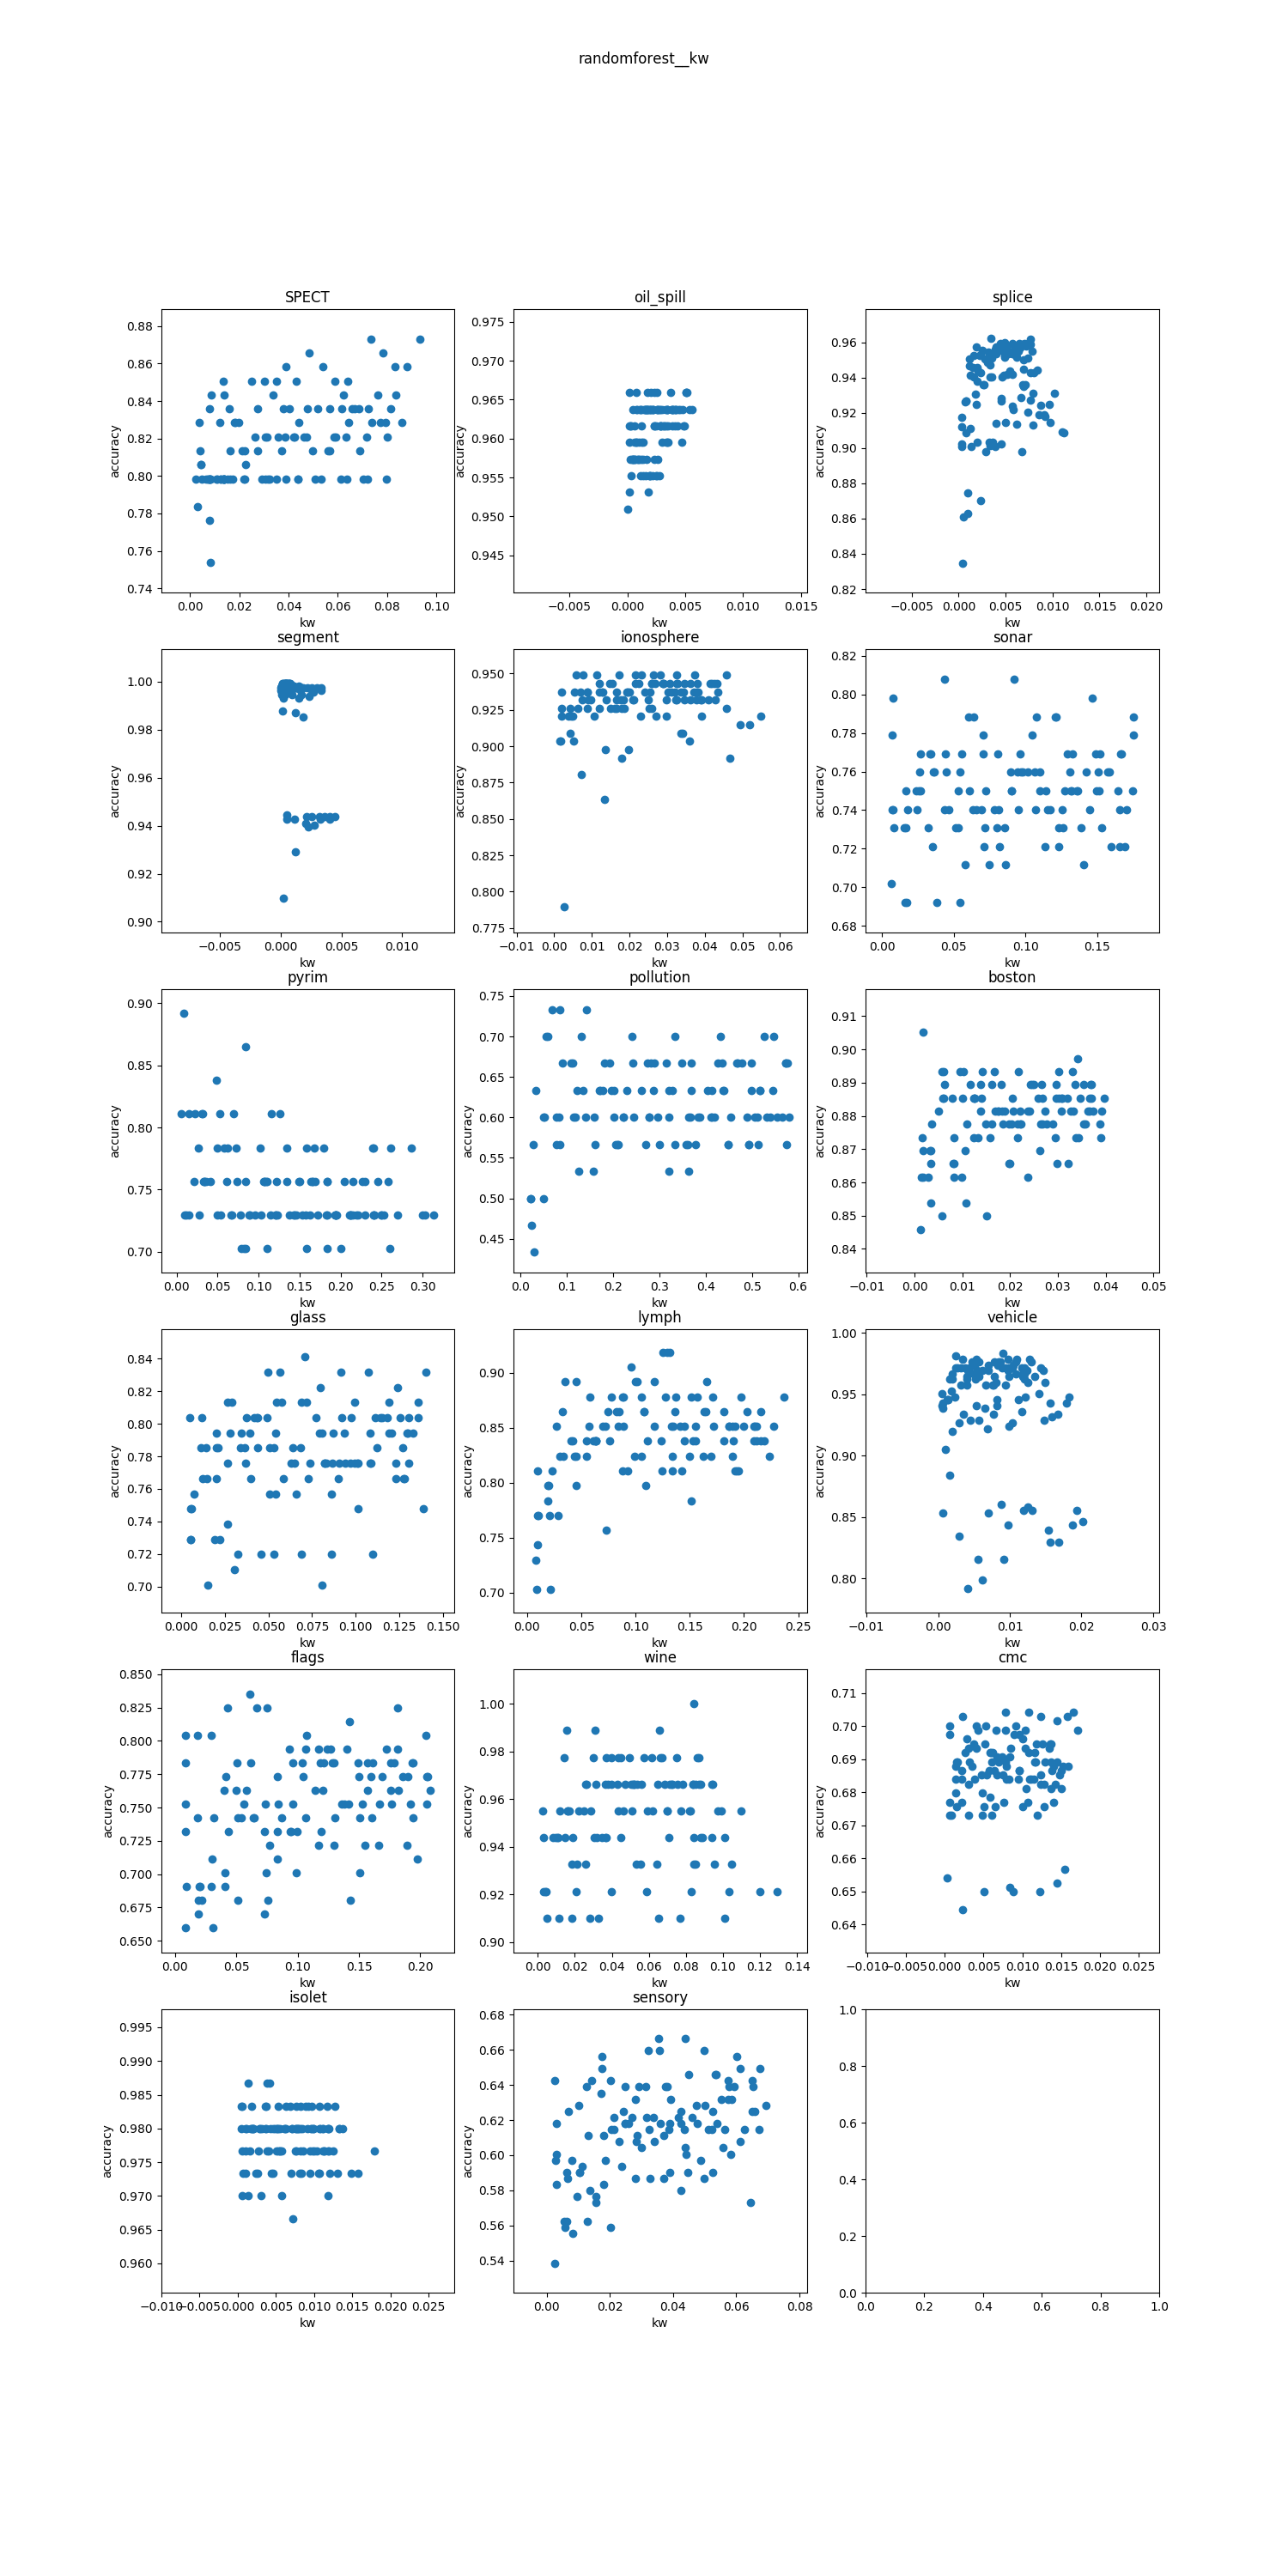 randomforest__kw
SPECT
oil_spill
splice
accuracy
0.88
0.86
0.84
0.82
0.80
0.78
0.76
0.74
0.00 0.02 0.04 0.06 0.08 0.10
kw
accuracy
0.975
0.970
0.965
0.960
0.955
0.950
0.945
−0.005 0.000 0.005 0.010 0.015
kw
accuracy
0.96
0.94
0.92
0.90
0.88
0.86
0.84
0.82
−0.005 0.000 0.005 0.010 0.015 0.020
kw
segment
ionosphere
sonar
accuracy
1.00
0.98
0.96
0.94
0.92
0.90
−0.005 0.000 0.005 0.010
kw
accuracy
0.950
0.925
0.900
0.875
0.850
0.825
0.800
0.775
−0.01 0.00 0.01 0.02 0.03 0.04 0.05 0.06
kw
accuracy
0.82
0.80
0.78
0.76
0.74
0.72
0.70
0.68
0.00 0.05 0.10 0.15
kw
pyrim
pollution
boston
accuracy
0.90
0.85
0.80
0.75
0.70
0.00 0.05 0.10 0.15 0.20 0.25 0.30
kw
accuracy
0.75
0.70
0.65
0.60
0.55
0.50
0.45
0.0 0.1 0.2 0.3 0.4 0.5 0.6
kw
accuracy
0.91
0.90
0.89
0.88
0.87
0.86
0.85
0.84
−0.01 0.00 0.01 0.02 0.03 0.04 0.05
kw
glass
lymph
vehicle
accuracy
0.84
0.82
0.80
0.78
0.76
0.74
0.72
0.70
0.000 0.025 0.050 0.075 0.100 0.125 0.150
kw
accuracy
0.90
0.85
0.80
0.75
0.70
0.00 0.05 0.10 0.15 0.20 0.25
kw
accuracy
1.00
0.95
0.90
0.85
0.80
−0.01 0.00 0.01 0.02 0.03
kw
flags
wine
cmc
accuracy
0.850
0.825
0.800
0.775
0.750
0.725
0.700
0.675
0.650
0.00 0.05 0.10 0.15 0.20
kw
accuracy
1.00
0.98
0.96
0.94
0.92
0.90
0.00 0.02 0.04 0.06 0.08 0.10 0.12 0.14
kw
accuracy
0.71
0.70
0.69
0.68
0.67
0.66
0.65
0.64
−0.010 −0.005 0.000 0.005 0.010 0.015 0.020 0.025
kw
isolet
sensory
accuracy
0.995
0.990
0.985
0.980
0.975
0.970
0.965
0.960
−0.010 −0.005 0.000 0.005 0.010 0.015 0.020 0.025
kw
accuracy
0.68
0.66
0.64
0.62
0.60
0.58
0.56
0.54
0.00 0.02 0.04 0.06 0.08
kw
1.0
0.8
0.6
0.4
0.2
0.0
0.0 0.2 0.4 0.6 0.8 1.0